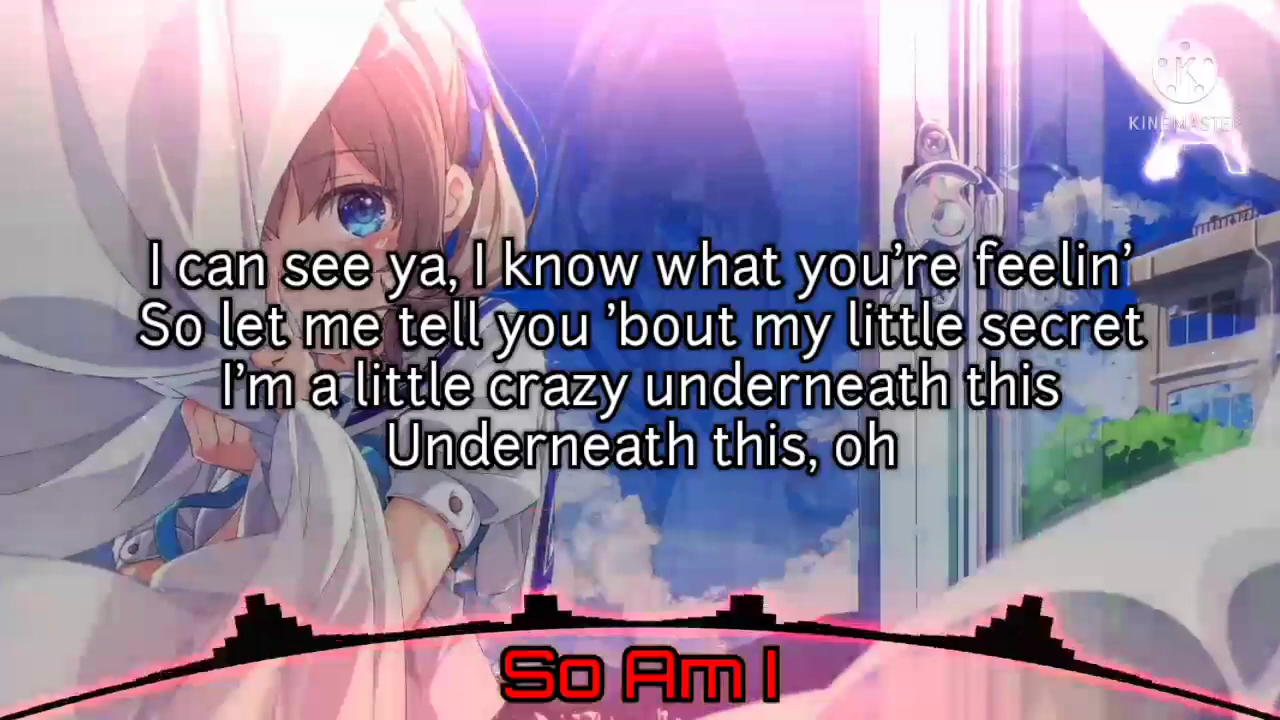 KINEMASTER
I can see ya, I know what you're feelin'
So let me tell you 'bout my little secret
I'm a little crazy underneath this
Underneath this, oh
So Am I